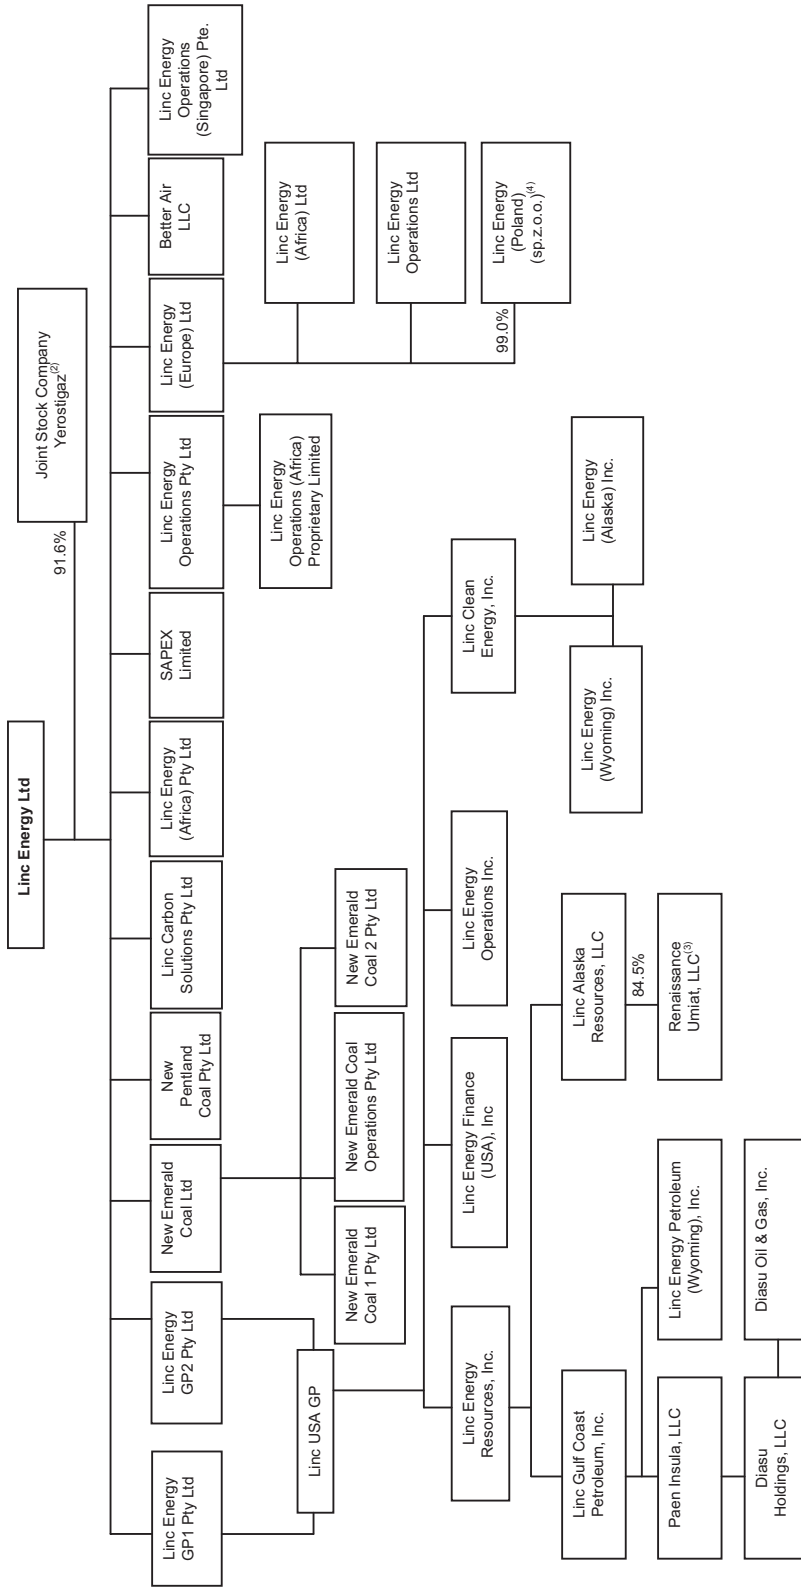 Linc Energy Ltd
Joint Stock Company
Yerostigaz(2)
91.6%
Linc Energy
GP1 Pty Ltd
Linc Energy
GP2 Pty Ltd
New Emerald
Coal Ltd
New
Pentland
Coal Pty Ltd
Linc Carbon
Solutions Pty Ltd
Linc Energy
(Africa) Pty Ltd
SAPEX
Limited
Linc Energy
Operations Pty Ltd
Linc Energy
(Europe) Ltd
Better Air
LLC
Linc Energy
Operations
(Singapore) Pte.
Ltd
Linc Energy
Operations (Africa)
Proprietary Limited
Linc Energy
(Africa) Ltd
Linc Energy
Operations Ltd
99.0%
Linc Energy
(Poland)
(sp.z.o.o.)(4)
Linc USA GP
New Emerald
Coal 1 Pty Ltd
New Emerald Coal
Operations Pty Ltd
New Emerald
Coal 2 Pty Ltd
Linc Energy
Resources, Inc.
Linc Energy Finance
(USA), Inc
Linc Energy
Operations Inc.
Linc Clean
Energy, Inc.
Linc Energy
(Wyoming) Inc.
Linc Energy
(Alaska) Inc.
Linc Gulf Coast
Petroleum, Inc.
Linc Alaska
Resources, LLC
84.5%
Paen Insula, LLC
Linc Energy Petroleum
(Wyoming), Inc.
Renaissance
Umiat, LLC(3)
Diasu
Holdings, LLC
Diasu Oil & Gas, Inc.